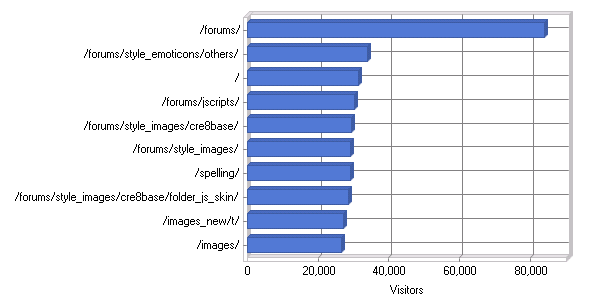 /forums/
/forums/style_emoticons/others/
/
/forums/jscripts/
/forums/style_images/cre8base/
/forums/style_images/
/spelling/
/forums/style_images/cre8base/folder_js_skin/
/images_new/t/
/images/
0 20,000 40,000 60,000 80,000
Visitors